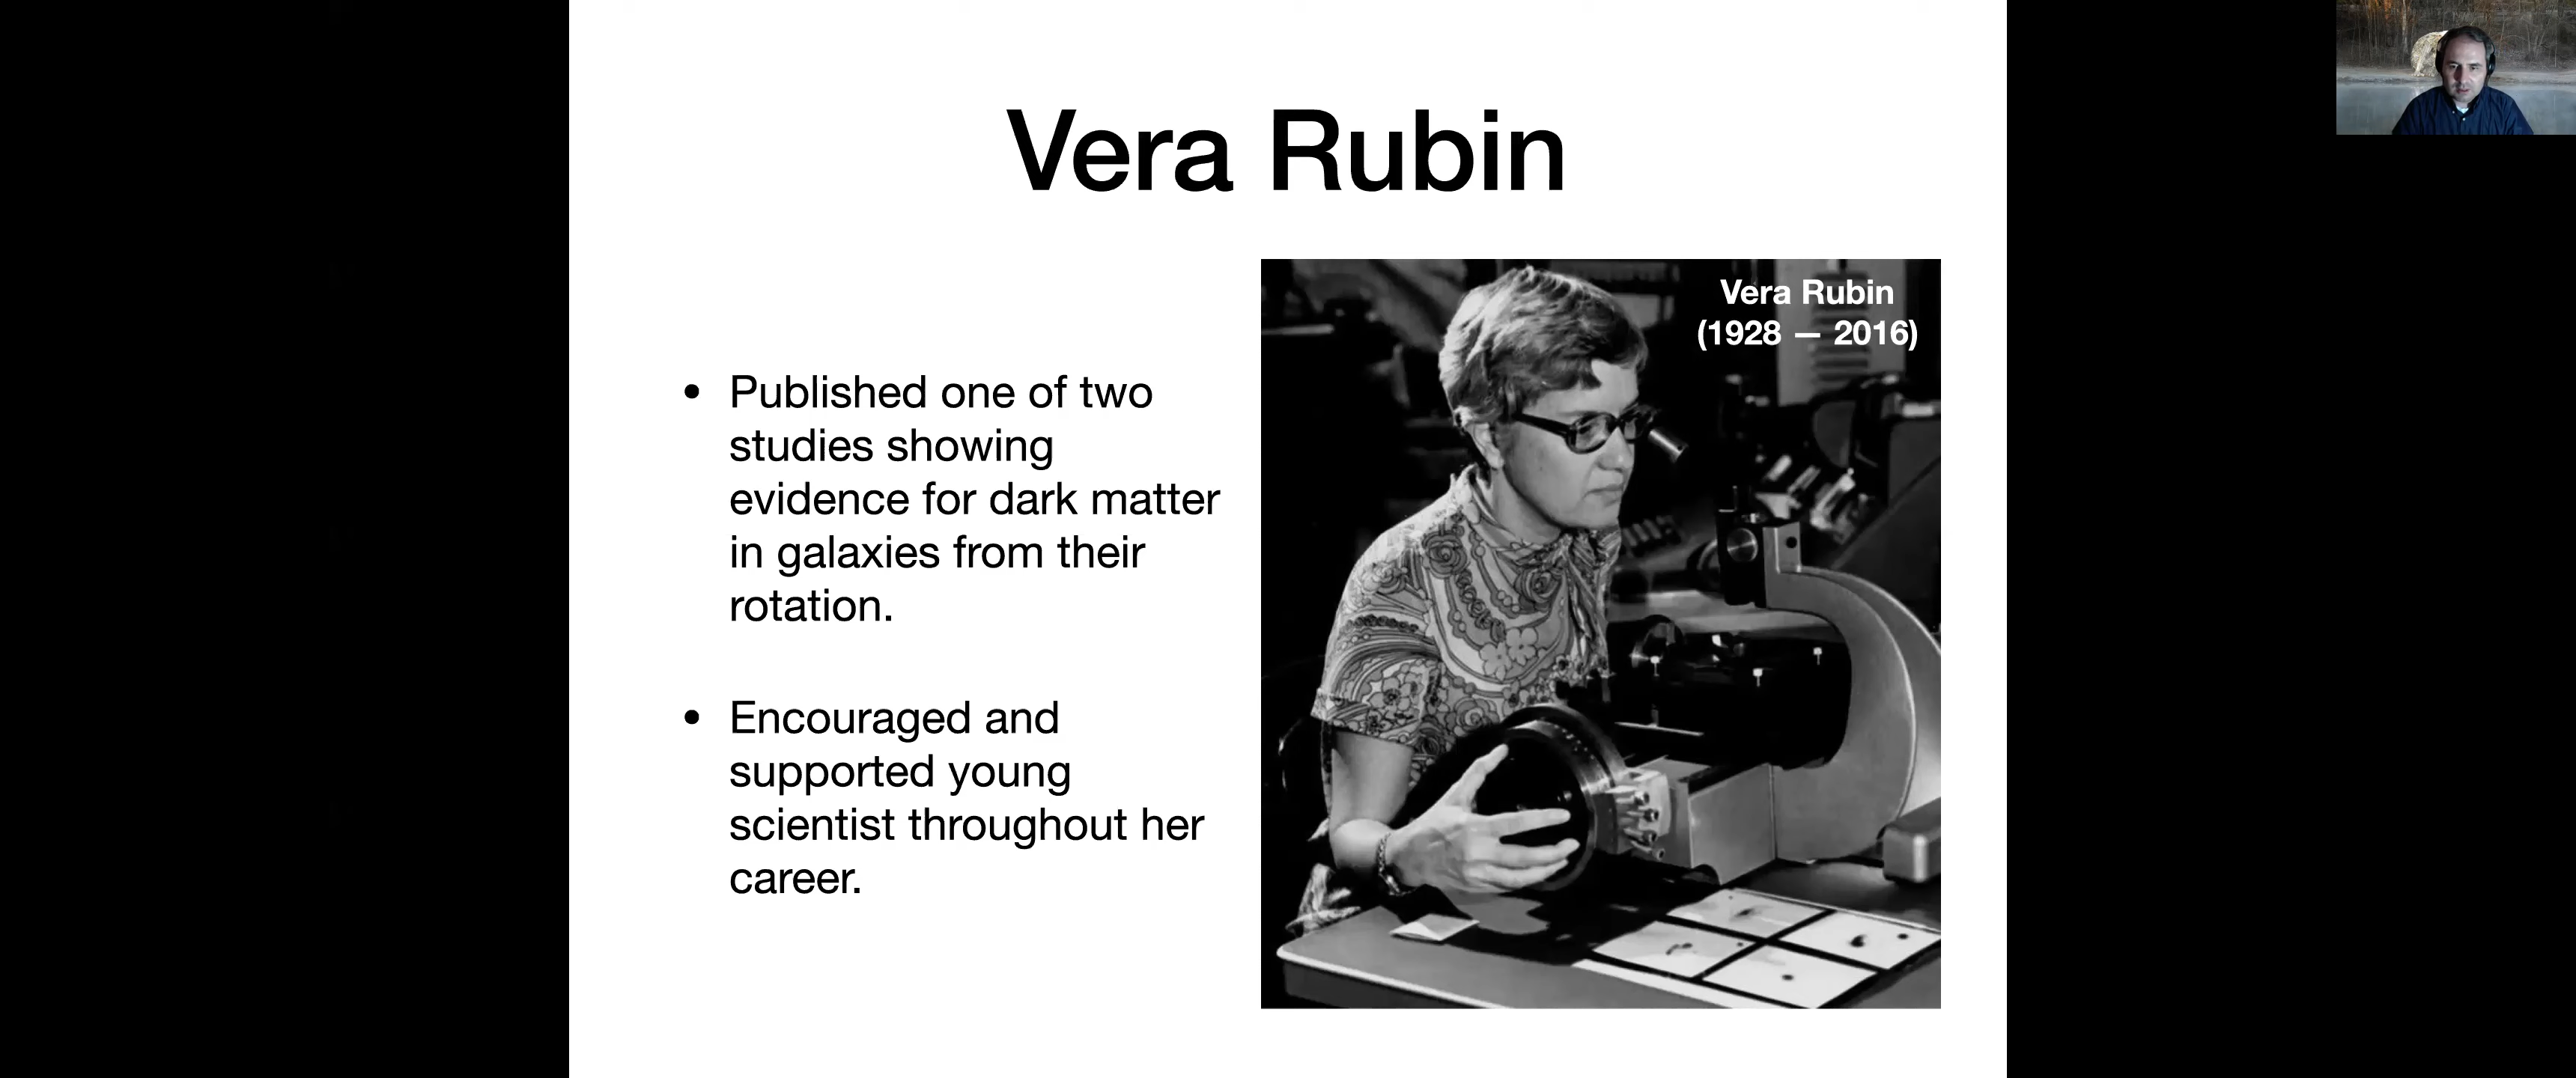 Vera Rubin
Vera Rubin
(1928 — 2016)
• Published one of two
studies showing
evidence for dark matter
in galaxies from their
rotation.
• Encouraged and
supported young
scientist throughout her
career.